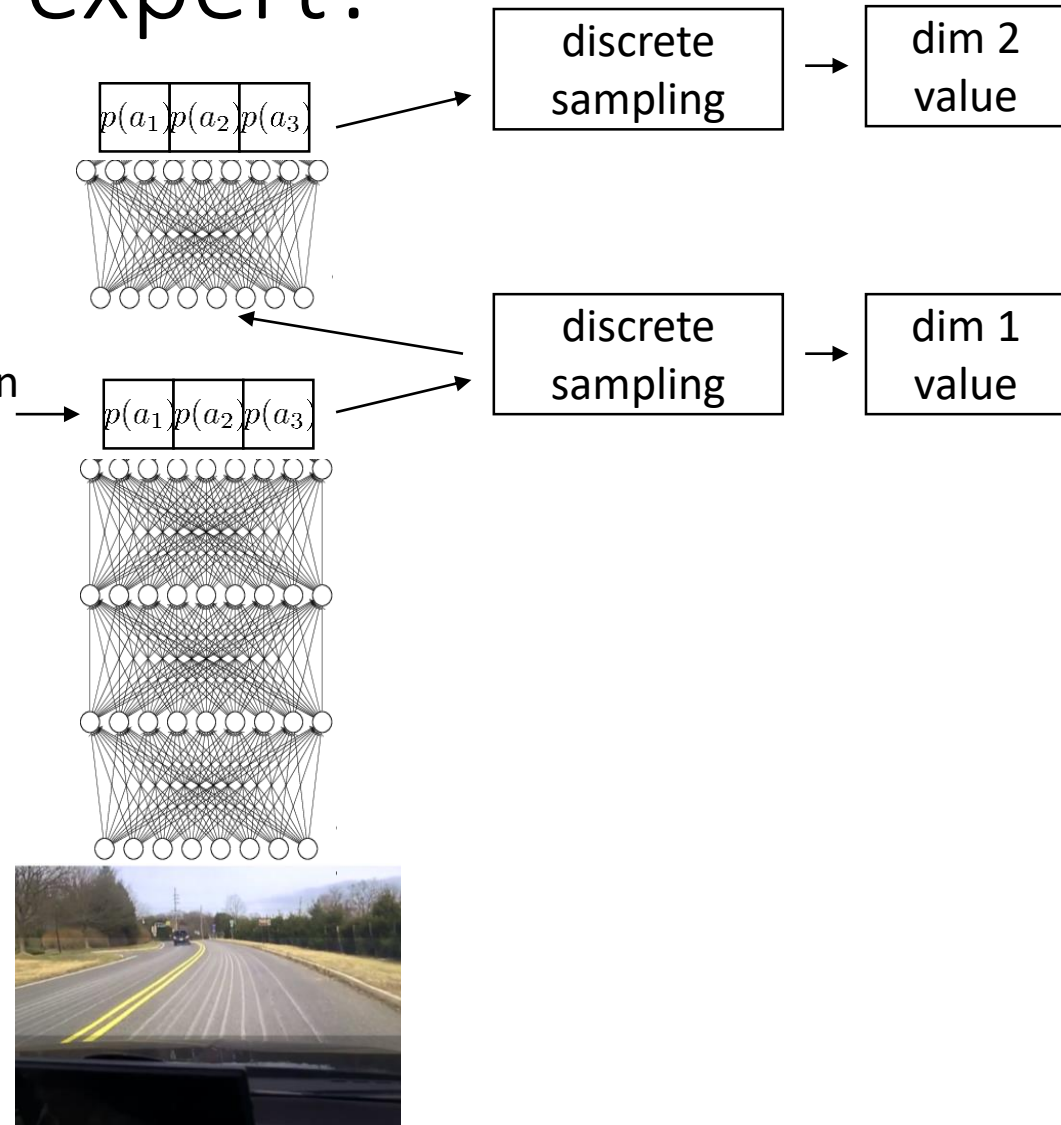 expert?
discrete
sampling
dim 2
value
p(a₁) p(a₂) p(a₃)
discrete
sampling
dim 1
value
n
p(a₁) p(a₂) p(a₃)